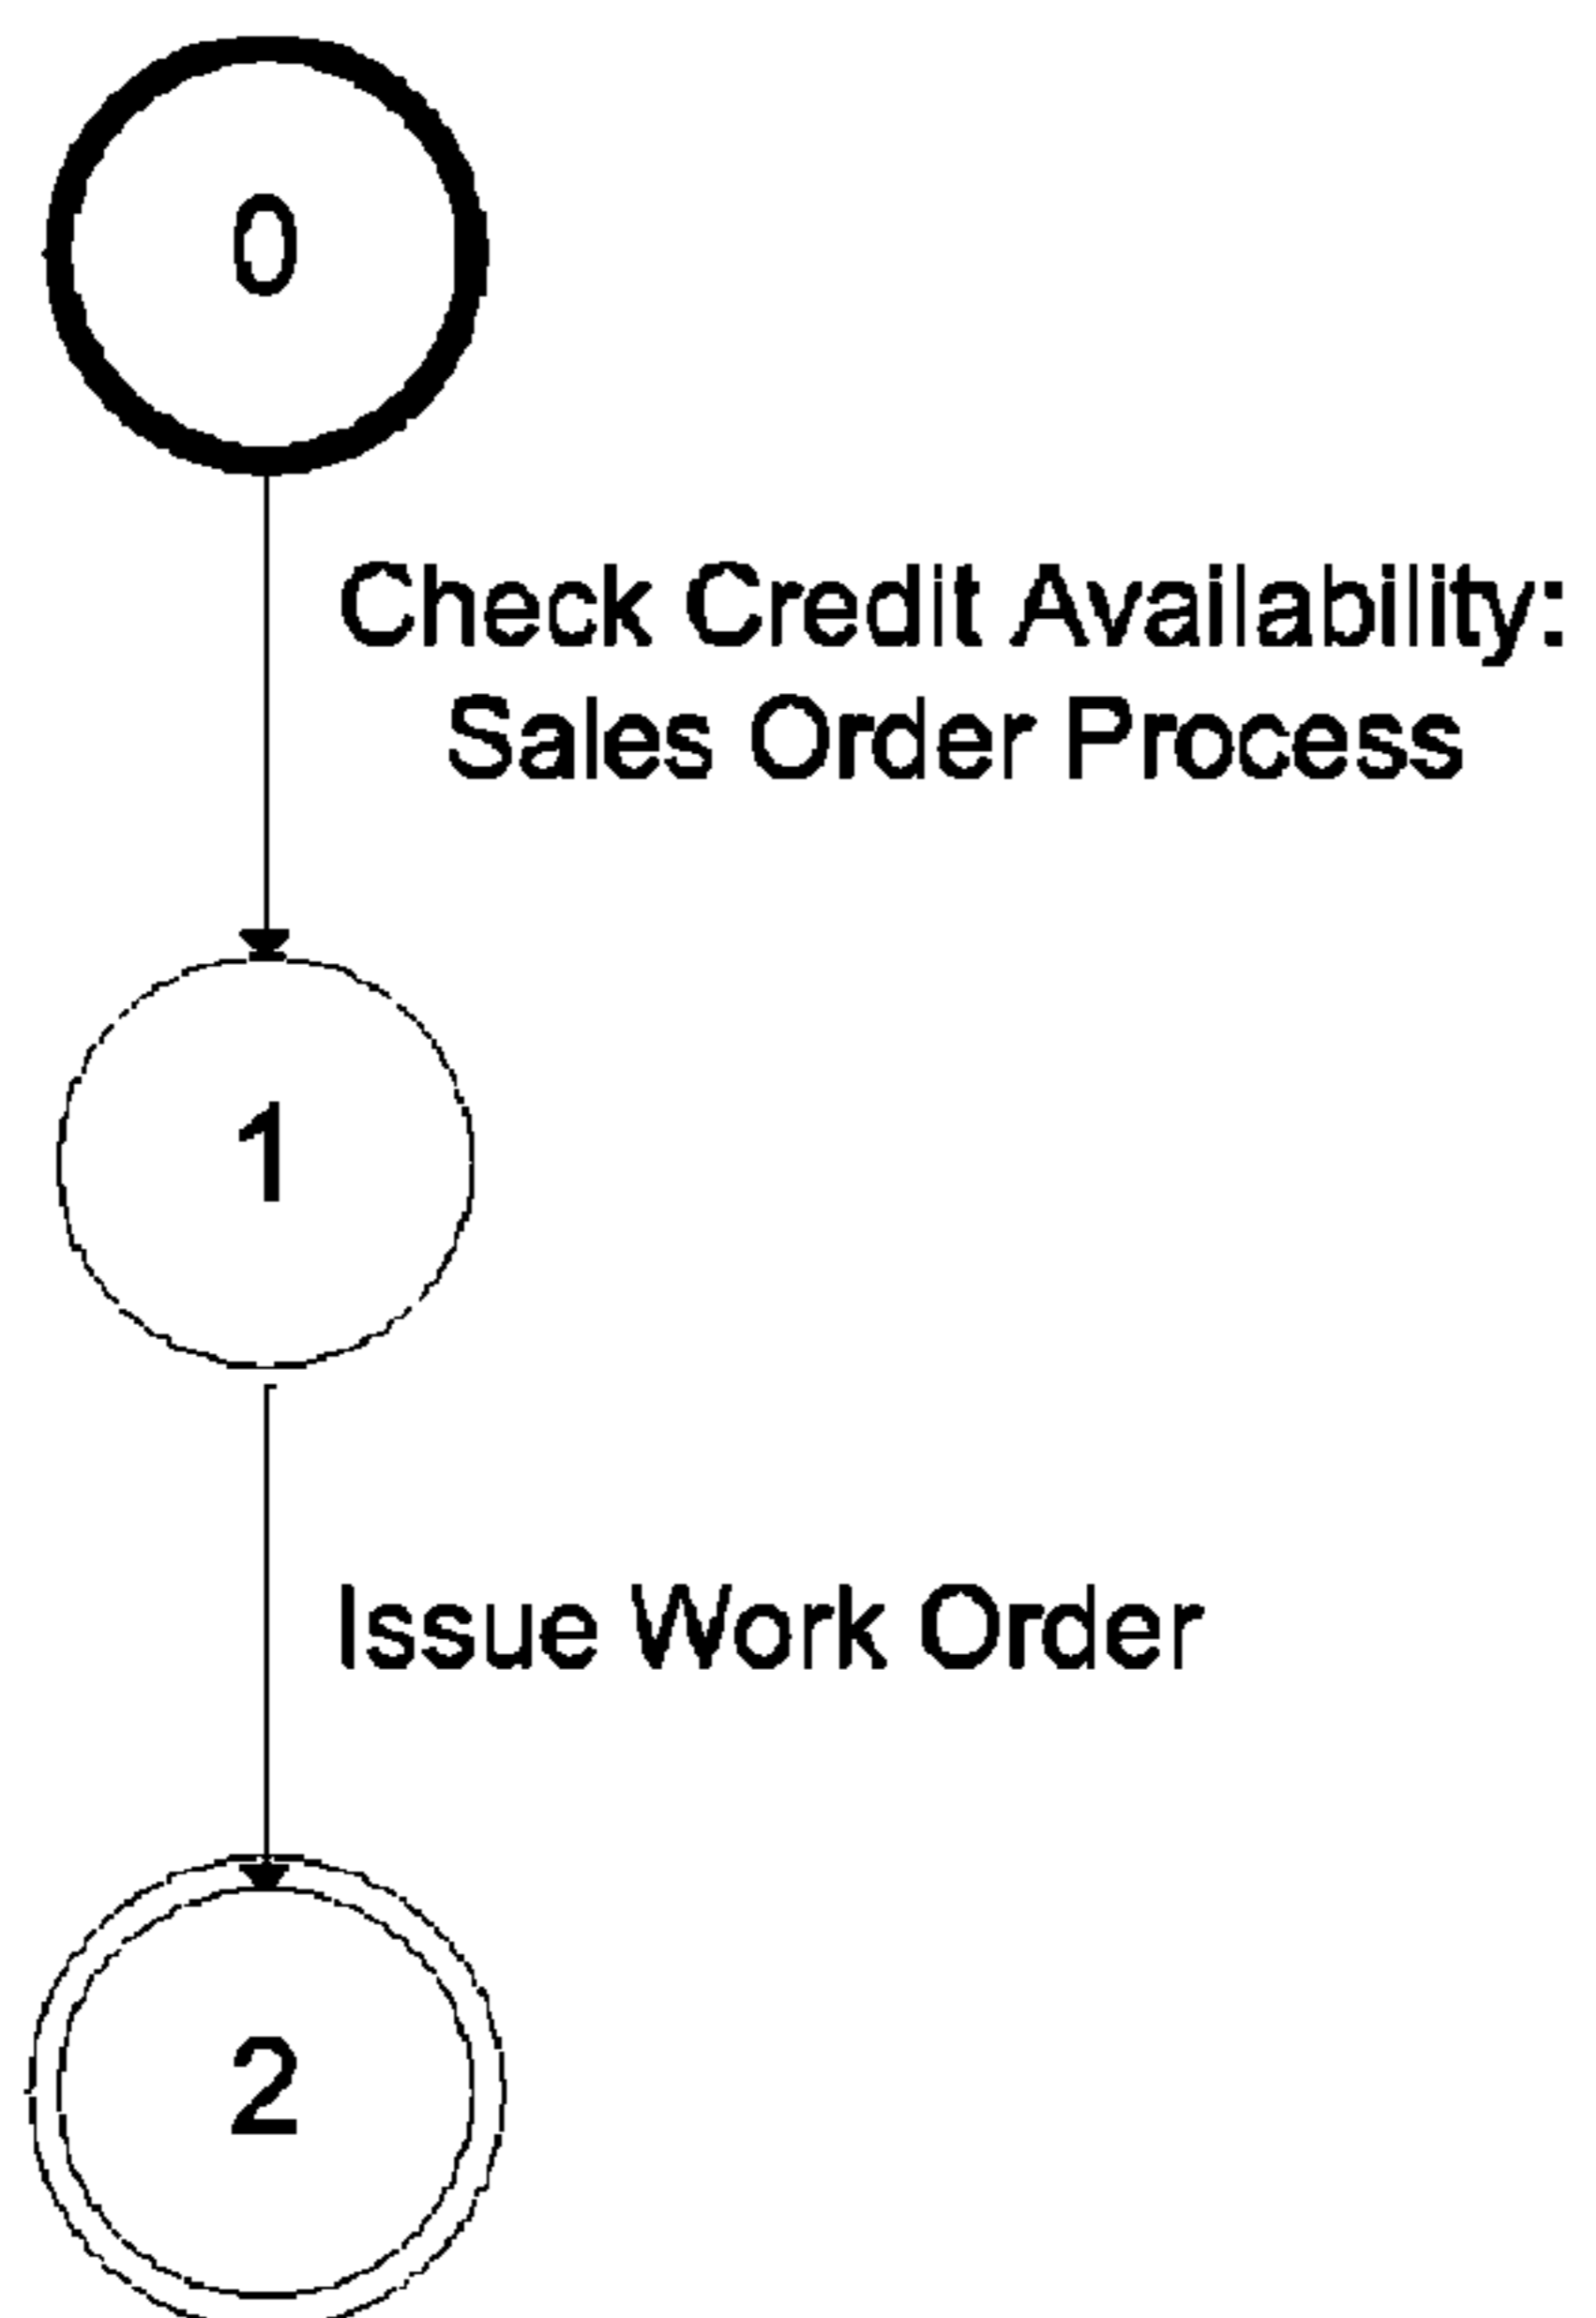 0
Check Credit Availability:
Sales Order Process
1
Issue Work Order
2